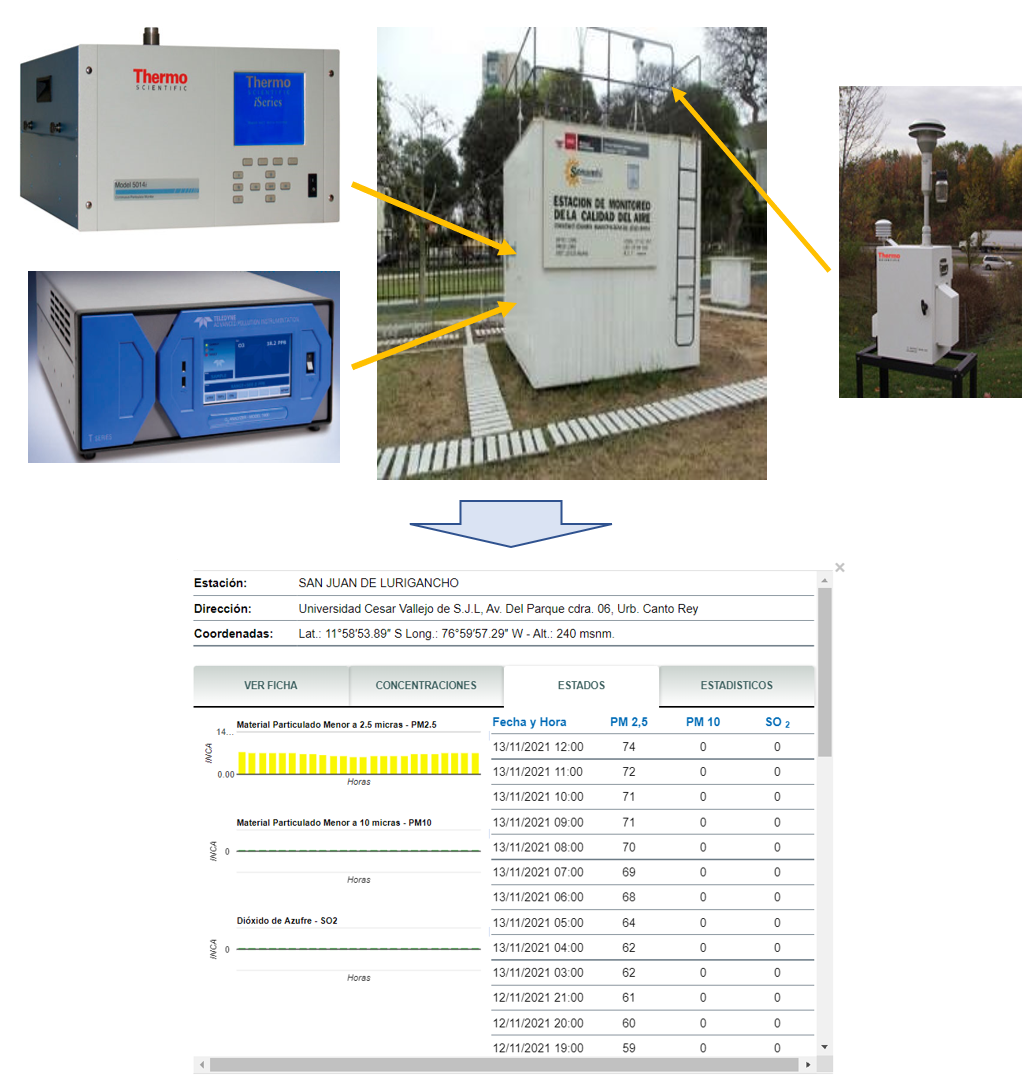 Thermo
SCIENTIFIC
Thermo
SCIENTIFIC
iSeries
Model 5014i
Senamhi
ESTACION DE MONITOREO
DE LA CALIDAD DEL AIRE
Thermo
SCIENTIFIC
TELEDYNE
ADVANCED POLLUTION INSTRUMENTATION
T SERIES
Estación: SAN JUAN DE LURIGANCHO
Dirección: Universidad Cesar Vallejo de S.J.L, Av. Del Parque cdra. 06, Urb. Canto Rey
Coordenadas: Lat.: 11°58'53.89" S Long.: 76°59'57.29" W - Alt.: 240 msnm.
VER FICHA CONCENTRACIONES ESTADOS ESTADISTICOS
Material Particulado Menor a 2.5 micras - PM2.5
14...
INCA
0.00
Horas
Material Particulado Menor a 10 micras - PM10
INCA
0
Horas
Dióxido de Azufre - SO2
INCA
0
Horas
Fecha y Hora PM 2,5 PM 10 SO 2
13/11/2021 12:00 74 0 0
13/11/2021 11:00 72 0 0
13/11/2021 10:00 71 0 0
13/11/2021 09:00 71 0 0
13/11/2021 08:00 70 0 0
13/11/2021 07:00 69 0 0
13/11/2021 06:00 68 0 0
13/11/2021 05:00 64 0 0
13/11/2021 04:00 62 0 0
13/11/2021 03:00 62 0 0
12/11/2021 21:00 61 0 0
12/11/2021 20:00 60 0 0
12/11/2021 19:00 59 0 0